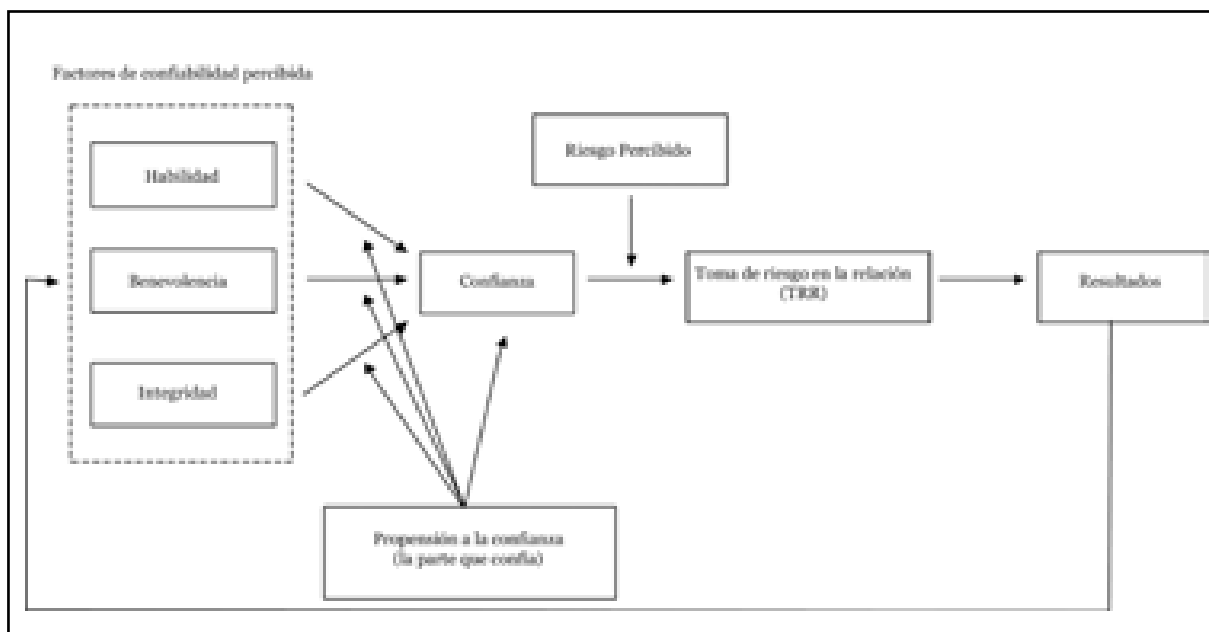 Factores de confiabilidad percibida
Riesgo Percibido
Habilidad
Benevolencia
Confianza
Toma de riesgo en la relación
(TRR)
Resultados
Integridad
Propensión a la confianza
(la parte que confía)